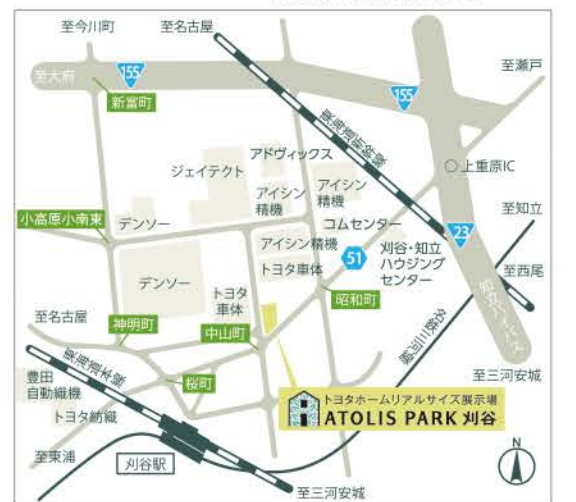 至今川町
至名古屋
至瀬戸
至大府
155
155
新富町
東海道新幹線
アドヴィックス
ジェイテクト
上重原IC
アイシン
精機
アイシン
精機
至知立
小高原小南東
デンソー
コムセンター
23
アイシン精機
51
刈谷・知立
ハウジング
センター
デンソー
トヨタ車体
至西尾
トヨタ
車体
昭和町
知立バイパス
至名古屋
神明町
中山町
名鉄三河線
東海道本線
桜町
至三河安城
豊田
自動織機
トヨタ紡織
トヨタホームリアルサイズ展示場
ATOLIS PARK 刈谷
至東浦
刈谷駅
N
至三河安城